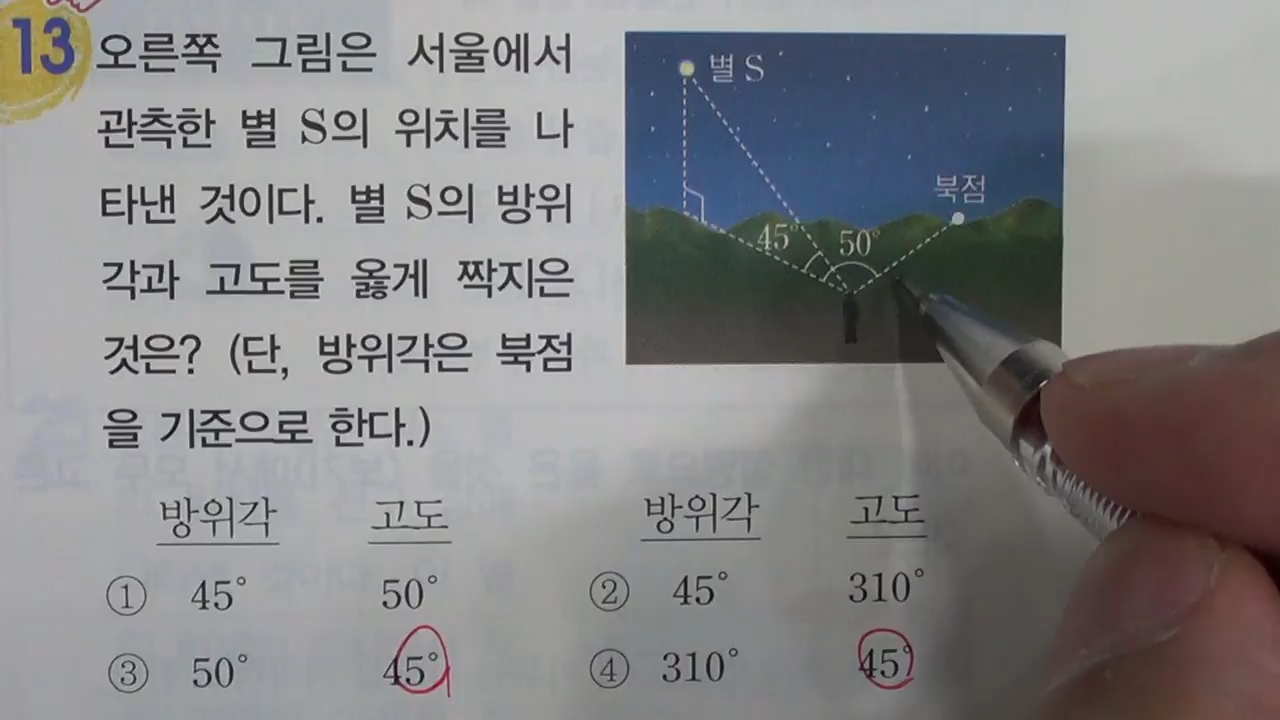 13 오른쪽 그림은 서울에서
관측한 별 S의 위치를 나
타낸 것이다. 별 S의 방위
각과 고도를 옳게 짝지은
것은? (단, 방위각은 북점
을 기준으로 한다.)
별 S
북점
45° 50°
방위각 고도 방위각 고도
① 45° 50° ② 45° 310°
③ 50° 45° ④ 310° 45°